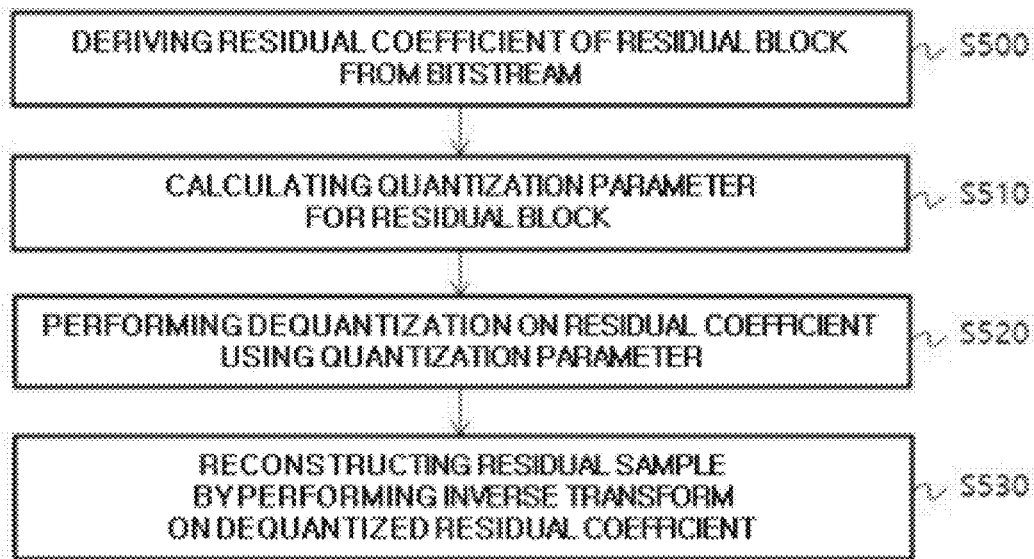 DERIVING RESIDUAL COEFFICIENT OF RESIDUAL BLOCK
FROM BITSTREAM
S500
CALCULATING QUANTIZATION PARAMETER
FOR RESIDUAL BLOCK
S510
PERFORMING DEQUANTIZATION ON RESIDUAL COEFFICIENT
USING QUANTIZATION PARAMETER
S520
RECONSTRUCTING RESIDUAL SAMPLE
BY PERFORMING INVERSE TRANSFORM
ON DEQUANTIZED RESIDUAL COEFFICIENT
S530